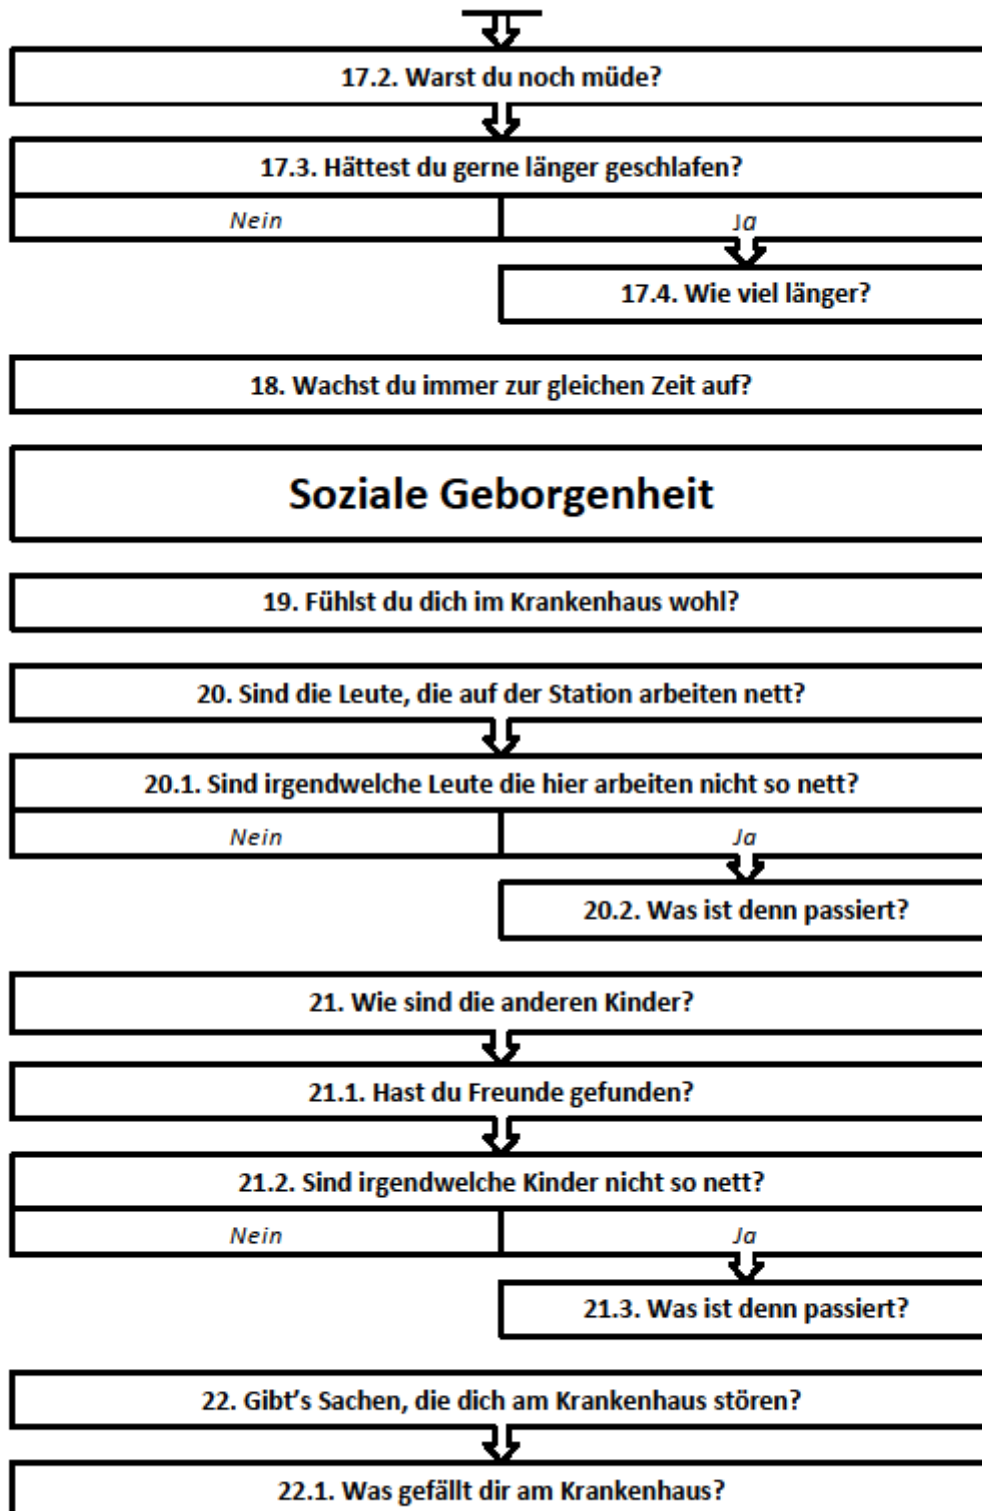 17.2. Warst du noch müde?
17.3. Hättest du gerne länger geschlafen?
Nein
Ja
17.4. Wie viel länger?
18. Wachst du immer zur gleichen Zeit auf?
Soziale Geborgenheit
19. Fühlst du dich im Krankenhaus wohl?
20. Sind die Leute, die auf der Station arbeiten nett?
20.1. Sind irgendwelche Leute die hier arbeiten nicht so nett?
Nein
Ja
20.2. Was ist denn passiert?
21. Wie sind die anderen Kinder?
21.1. Hast du Freunde gefunden?
21.2. Sind irgendwelche Kinder nicht so nett?
Nein
Ja
21.3. Was ist denn passiert?
22. Gibt’s Sachen, die dich am Krankenhaus stören?
22.1. Was gefällt dir am Krankenhaus?